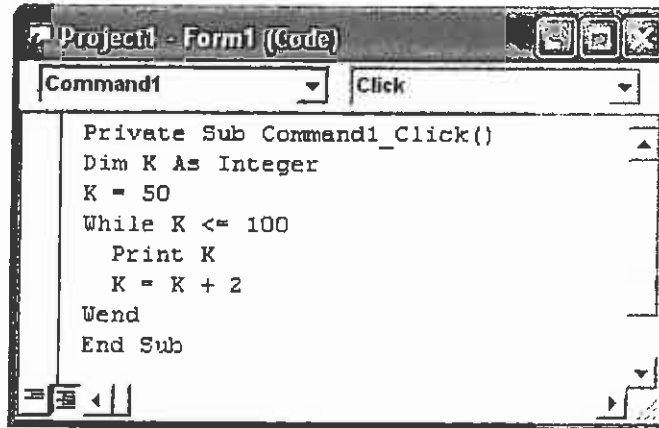 Project1 - Form1 (Code)
Command1 Click
Private Sub Command1_Click()
Dim K As Integer
K = 50
While K <= 100
Print K
K = K + 2
Wend
End Sub